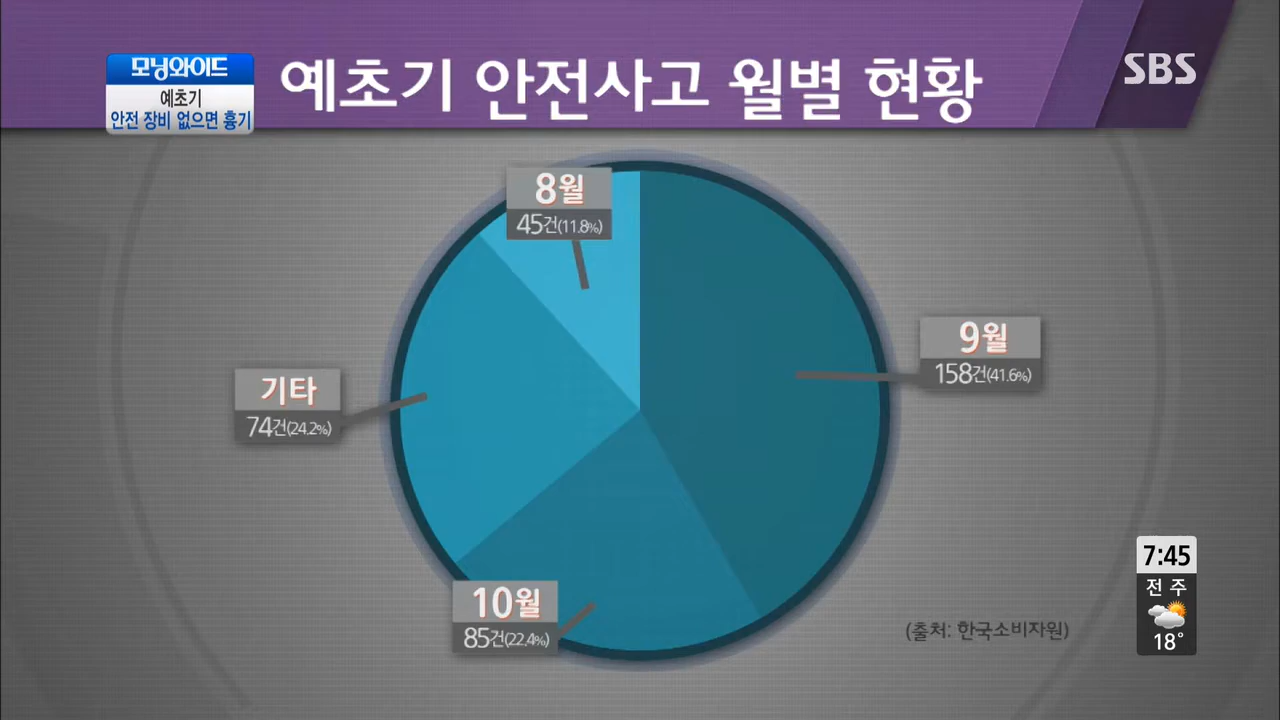 모닝와이드
예초기
안전 장비 없으면 흉기
예초기 안전사고 월별 현황
SBS
8월
45건(11.8%)
9월
158건(41.6%)
기타
74건(24.2%)
10월
85건(22.4%)
(출처: 한국소비자원)
7:45
전 주
18°